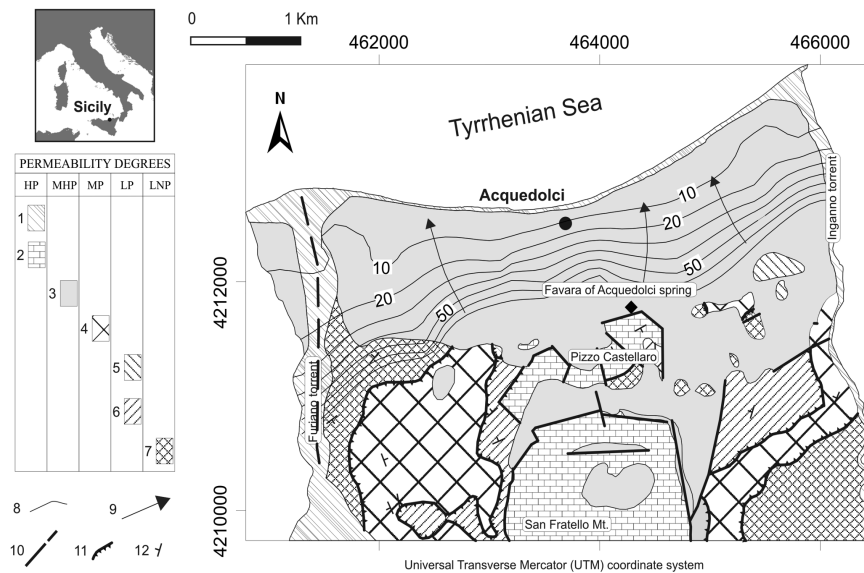 0 1 Km
462000 464000 466000
Sicily
N
Tyrrhenian Sea
PERMEABILITY DEGREES
HP MHP MP LP LNP
1
2
3
4
5
6
7
8 9
10 11 12
Acquedolci
10
20
10
20
50
50
Inganno torrent
4212000
Favara of Acquedolci spring
Pizzo Castellaro
Furiano torrent
4210000
San Fratello Mt.
Universal Transverse Mercator (UTM) coordinate system